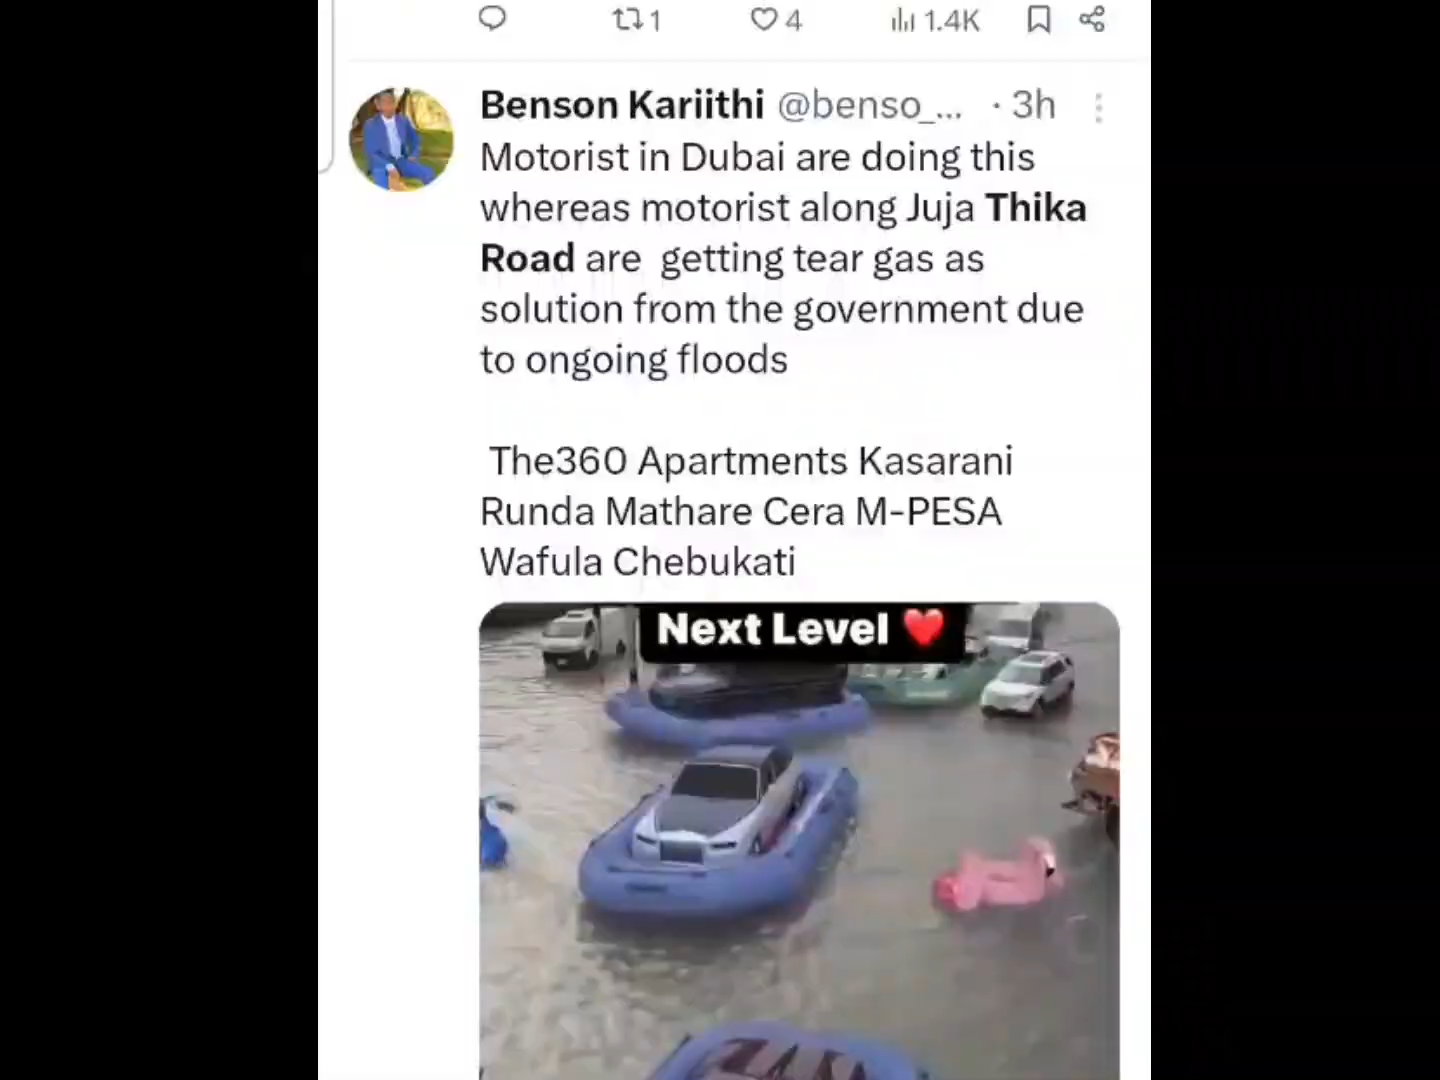 1 4 1.4K
Benson Kariithi @benso_... · 3h
Motorist in Dubai are doing this
whereas motorist along Juja Thika
Road are getting tear gas as
solution from the government due
to ongoing floods
The360 Apartments Kasarani
Runda Mathare Cera M-PESA
Wafula Chebukati
Next Level ❤️